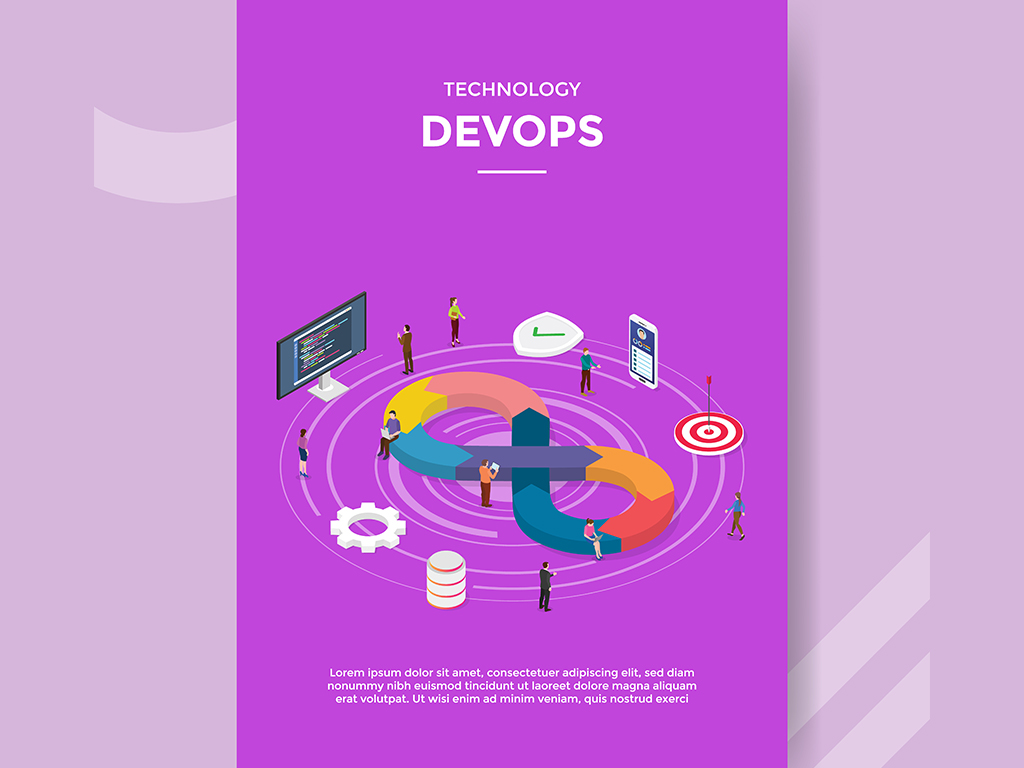 TECHNOLOGY
DEVOPS
Lorem ipsum dolor sit amet, consectetuer adipiscing elit, sed diam
nonummy nibh euismod tincidunt ut laoreet dolore magna aliquam
erat volutpat. Ut wisi enim ad minim veniam, quis nostrud exerci